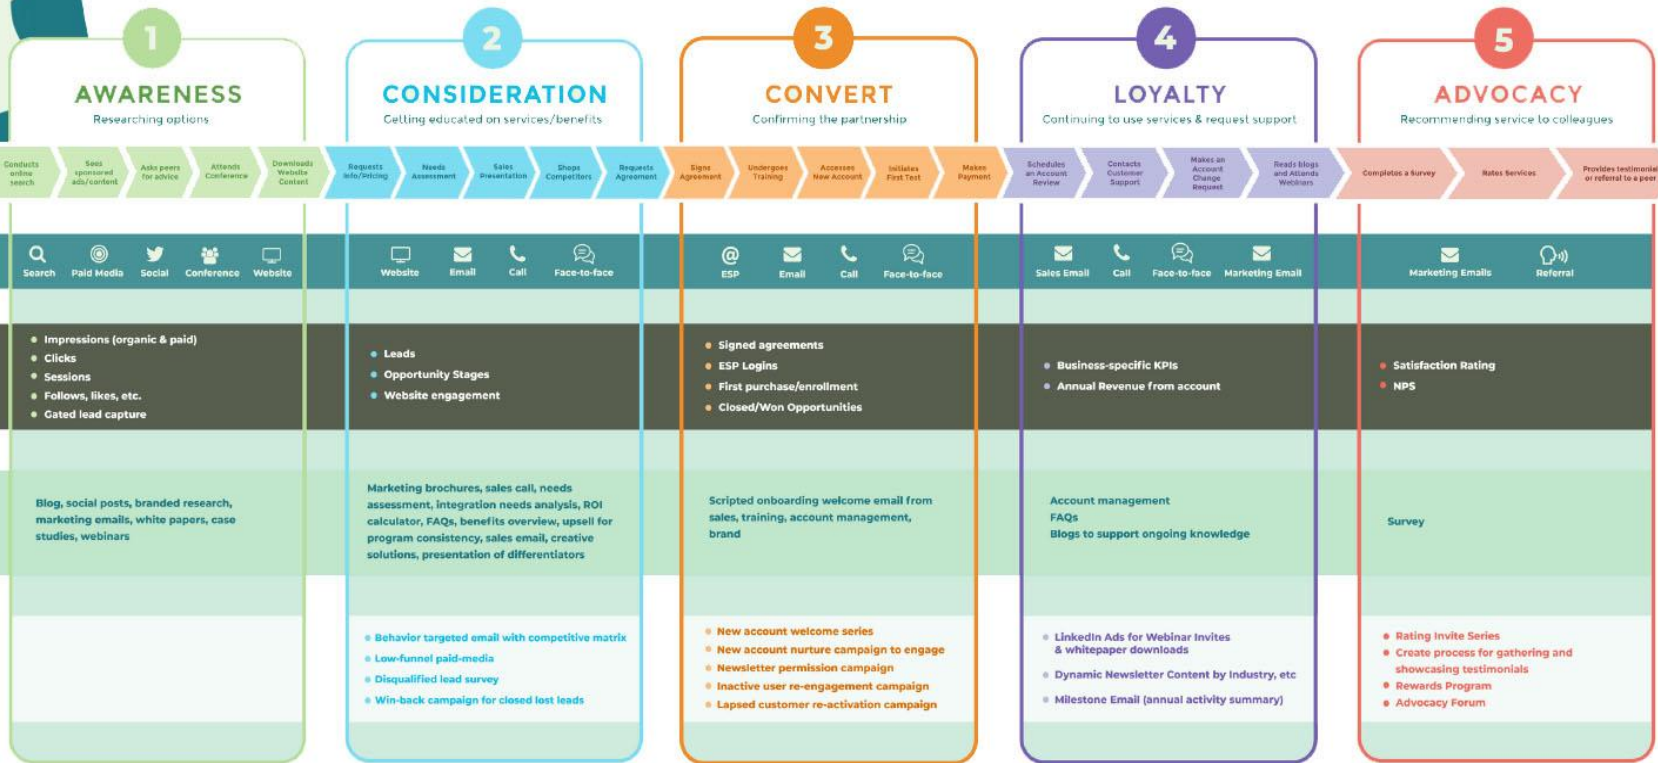 1
AWARENESS
Researching options
2
CONSIDERATION
Getting educated on services/benefits
3
CONVERT
Confirming the partnership
4
LOYALTY
Continuing to use services & request support
5
ADVOCACY
Recommending service to colleagues
Conducts
online
search
Sees
sponsored
ads/content
Asks peers
for advice
Attends
Conference
Downloads
Website
Content
Requests
Info/Pricing
Needs
Assessment
Sales
Presentation
Shops
Competitors
Requests
Agreement
Signs
Agreement
Undergoes
Training
Accesses
New Account
Initiates
First Test
Makes
Payment
Schedules
an Account
Review
Contacts
Customer
Support
Makes an
Account
Change
Request
Reads Blogs
and Attends
Webinars
Completes a Survey
Rates Services
Provides testimonial
or referral to a peer
Search
Paid Media
Social
Conference
Website
Website
Email
Call
Face-to-face
@
ESP
Email
Call
Face-to-face
Sales Email
Call
Face-to-face
Marketing Email
Marketing Emails
Referral
Impressions (organic & paid)
Clicks
Sessions
Follows, likes, etc.
Gated lead capture
Leads
Opportunity Stages
Website engagement
Signed agreements
ESP Logins
First purchase/enrollment
Closed/Won Opportunities
Business-specific KPIs
Annual Revenue from account
Satisfaction Rating
NPS
Blog, social posts, branded research,
marketing emails, white papers, case
studies, webinars
Marketing brochures, sales call, needs
assessment, integration needs analysis, ROI
calculator, FAQs, benefits overview, upsell for
program consistency, sales email, creative
solutions, presentation of differentiators
Scripted onboarding welcome email from
sales, training, account management,
brand
Account management
FAQs
Blogs to support ongoing knowledge
Survey
Behavior targeted email with competitive matrix
Low-funnel paid-media
Disqualified lead survey
Win-back campaign for closed lost leads
New account welcome series
New account nurture campaign to engage
Newsletter permission campaign
Inactive user re-engagement campaign
Lapsed customer re-activation campaign
LinkedIn Ads for Webinar Invites
& whitepaper downloads
Dynamic Newsletter Content by Industry, etc
Milestone Email (annual activity summary)
Rating Invite Series
Create process for gathering and
showcasing testimonials
Rewards Program
Advocacy Forum